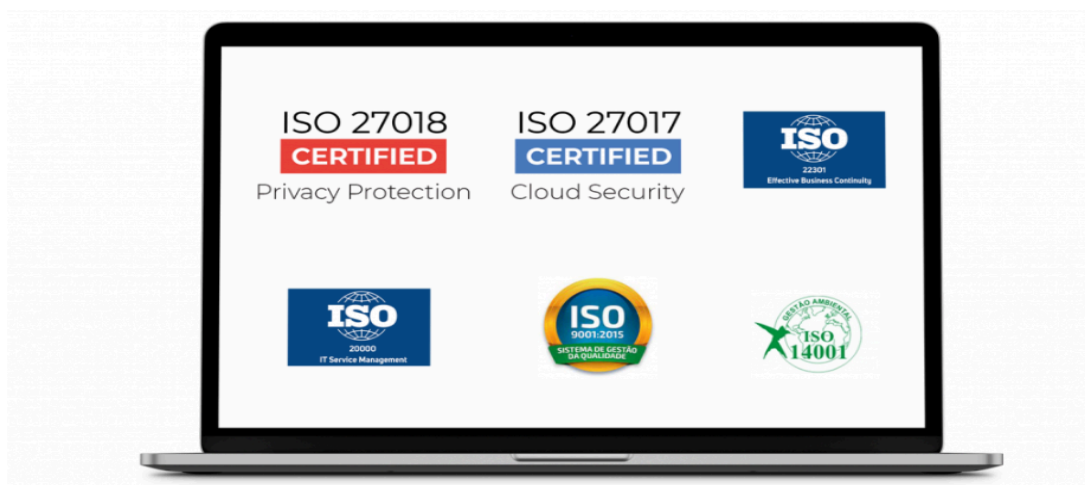 ISO 27018
CERTIFIED
Privacy Protection
ISO 27017
CERTIFIED
Cloud Security
ISO
22301
Effective Business Continuity
ISO
20000
IT Service Management
ISO
9001:2015
SISTEMA DE GESTÃO
DA QUALIDADE
GESTÃO AMBIENTAL
ISO
14001